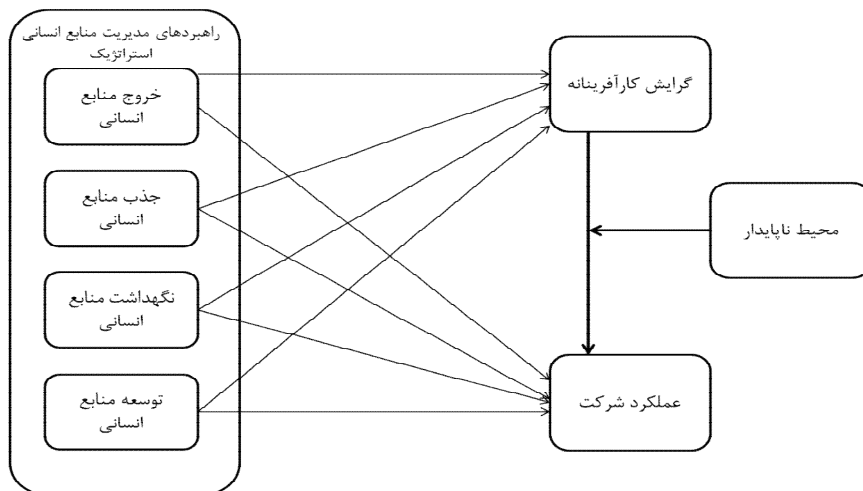 راهبردهای مدیریت منابع انسانی
استراتژیک
خروج منابع
انسانی
جذب منابع
انسانی
نگهداشت منابع
انسانی
توسعه منابع
انسانی
گرایش کارآفرینانه
محیط ناپایدار
عملکرد شرکت